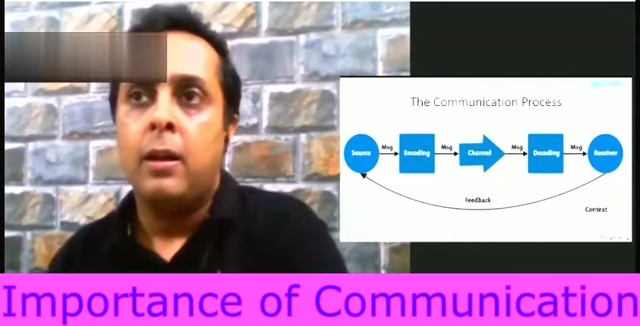 The Communication Process
Msg Msg Msg Msg
Source Encoding Channel Decoding Receiver
Feedback
Context
Importance of Communication